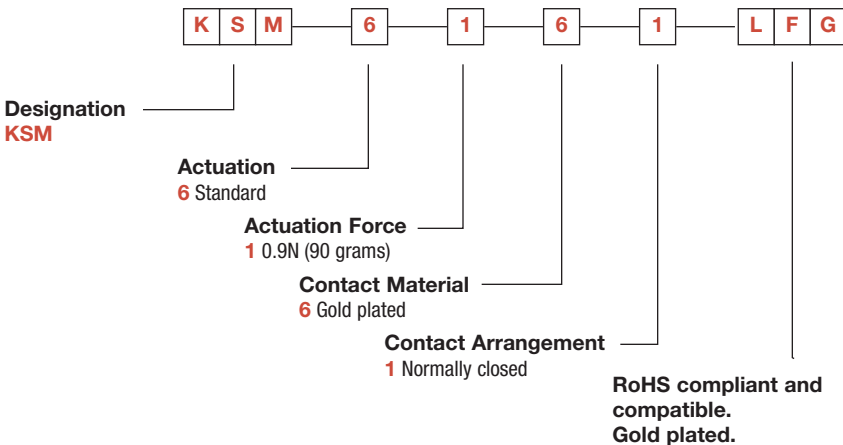 K S M 6 1 6 1 L F G
Designation
KSM
Actuation
6 Standard
Actuation Force
1 0.9N (90 grams)
Contact Material
6 Gold plated
Contact Arrangement
1 Normally closed
RoHS compliant and
compatible.
Gold plated.